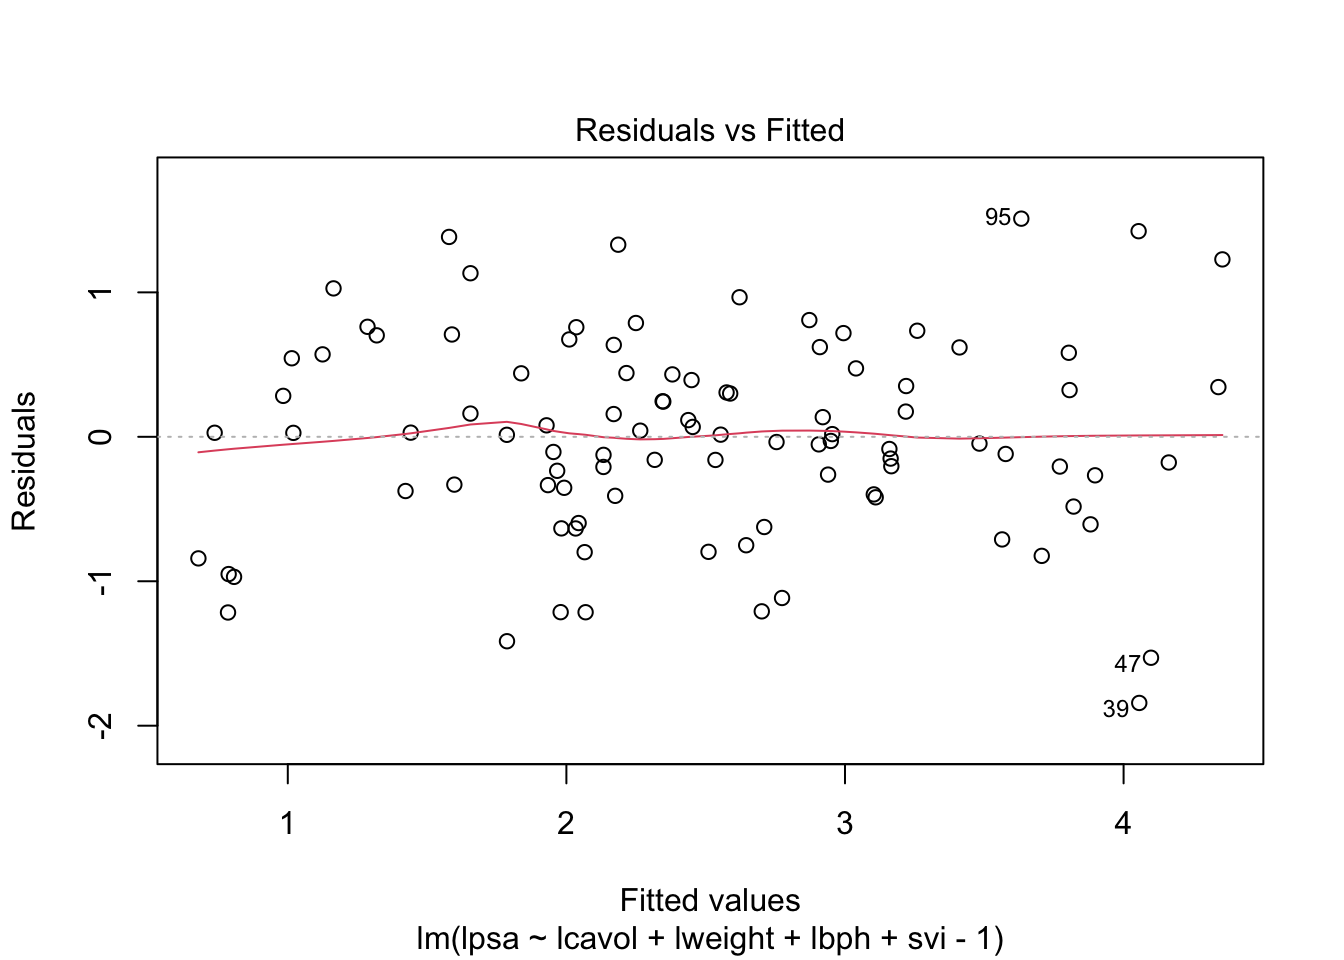 Residuals vs Fitted
Residuals
1
0
-1
-2
95
47
39
1 2 3 4
Fitted values
lm(lpsa ~ lcavol + lweight + lbph + svi - 1)